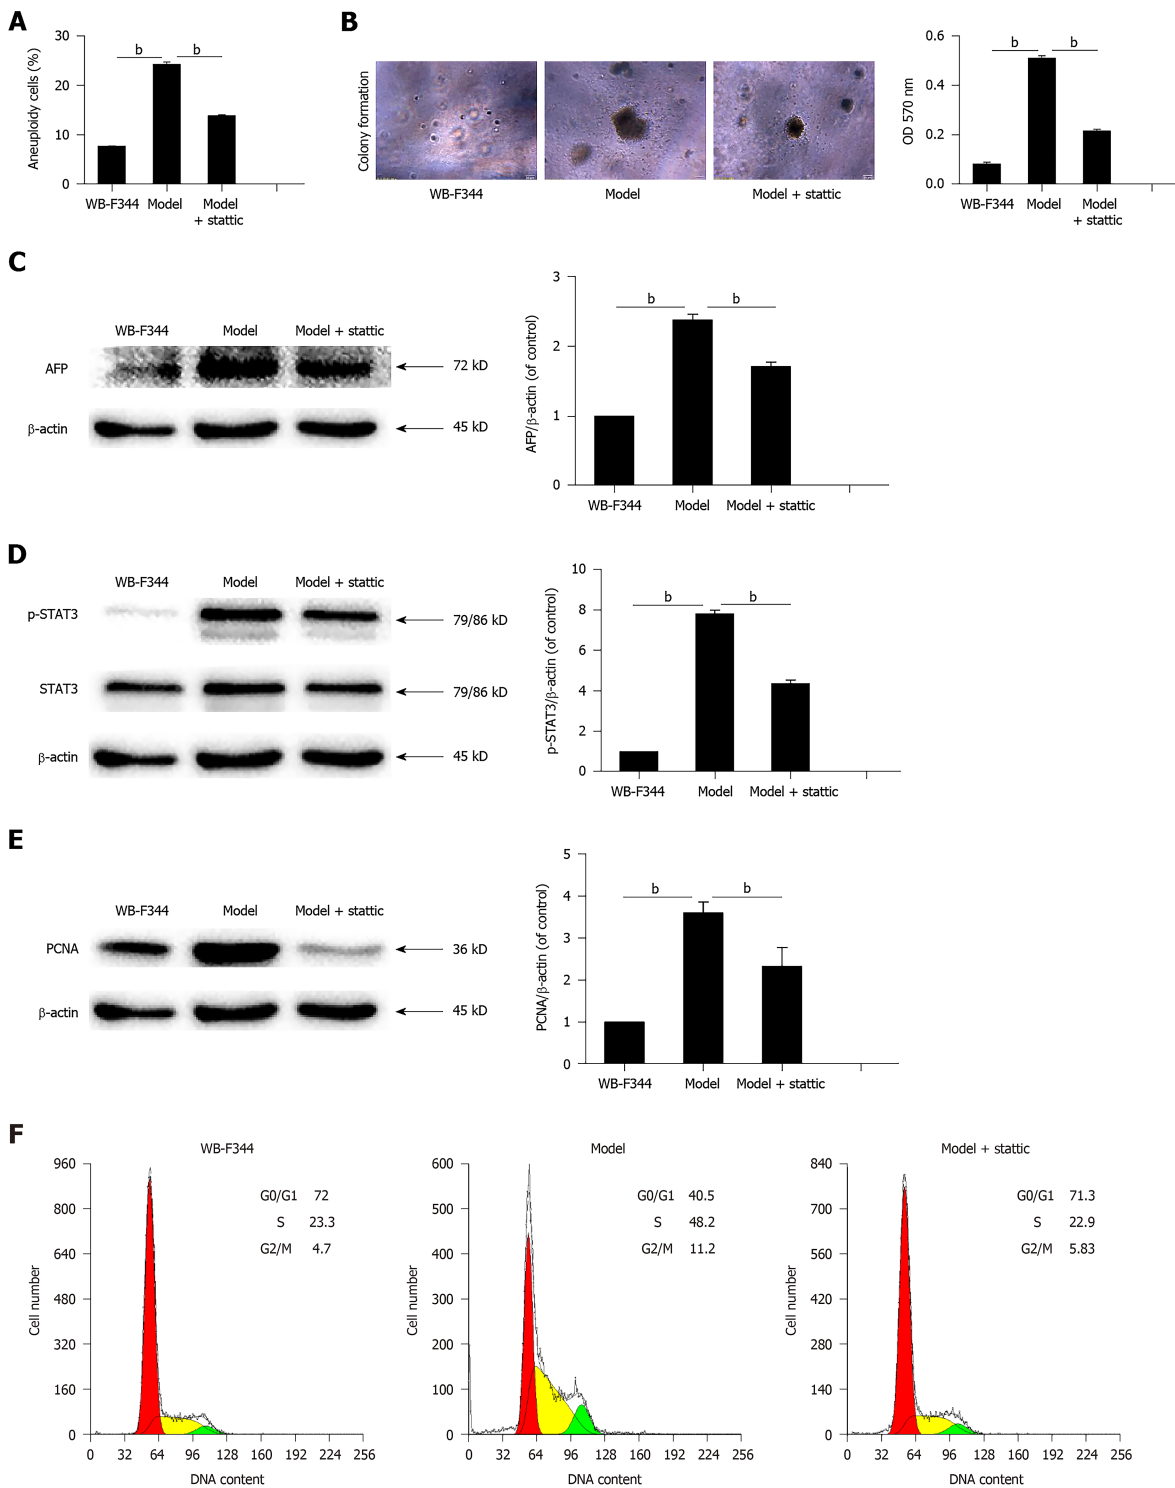 A
Aneuploidy cells (%)
30
20
10
0
b
b
WB-F344
Model
Model
+ stattic
B
Colony formation
WB-F344
Model
Model + stattic
OD 570 nm
0.6
0.4
0.2
0.0
b
b
WB-F344
Model
Model
+ stattic
C
WB-F344
Model
Model + stattic
AFP
72 kD
β-actin
45 kD
AFP/β-actin (of control)
3
2
1
0
b
b
WB-F344
Model
Model + stattic
D
WB-F344
Model
Model + stattic
p-STAT3
79/86 kD
STAT3
79/86 kD
β-actin
45 kD
p-STAT3/β-actin (of control)
10
8
6
4
2
0
b
b
WB-F344
Model
Model + stattic
E
WB-F344
Model
Model + stattic
PCNA
36 kD
β-actin
45 kD
PCNA/β-actin (of control)
5
4
3
2
1
0
b
b
WB-F344
Model
Model + stattic
F
WB-F344
Cell number
960
800
640
480
320
160
0
G0/G1 72
S 23.3
G2/M 4.7
0 32 64 96 128 160 192 224 256
DNA content
Model
Cell number
600
500
400
300
200
100
0
G0/G1 40.5
S 48.2
G2/M 11.2
0 32 64 96 128 160 192 224 256
DNA content
Model + stattic
Cell number
840
700
560
420
280
140
0
G0/G1 71.3
S 22.9
G2/M 5.83
0 32 64 96 128 160 192 224 256
DNA content